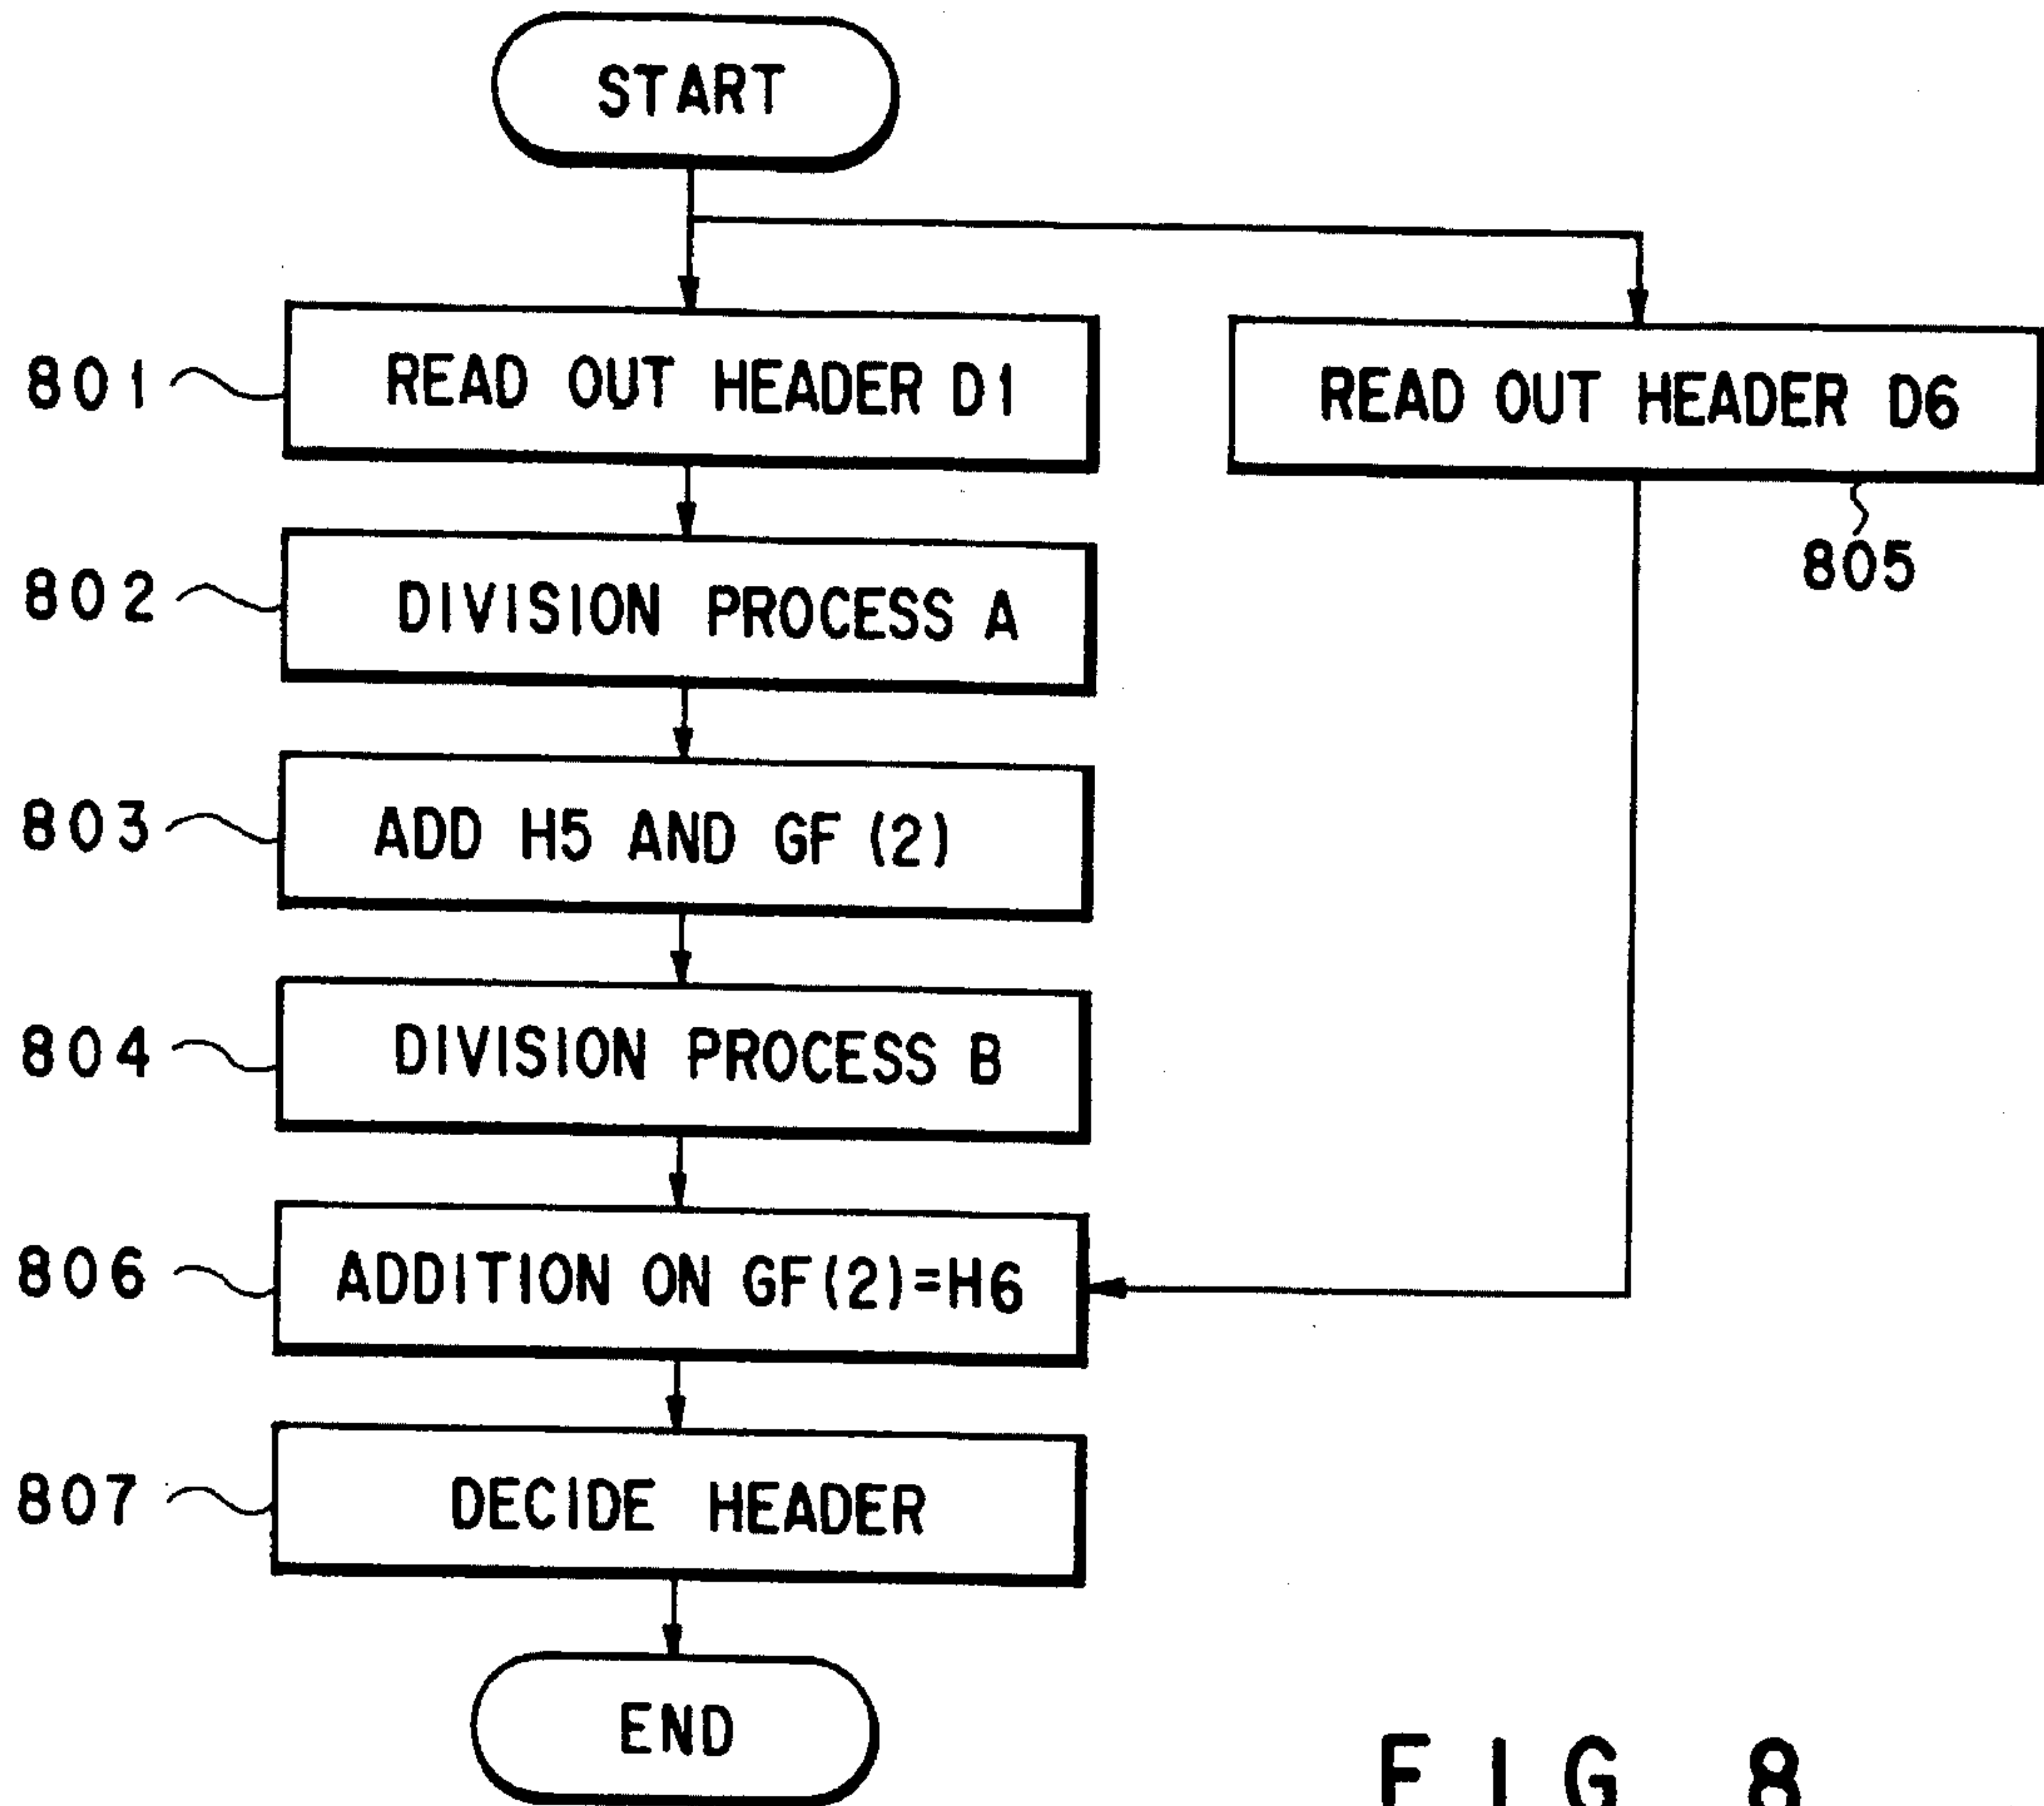 START
801 READ OUT HEADER D1
READ OUT HEADER D6
805
802 DIVISION PROCESS A
803 ADD H5 AND GF (2)
804 DIVISION PROCESS B
806 ADDITION ON GF(2)=H6
807 DECIDE HEADER
END
FIG 8